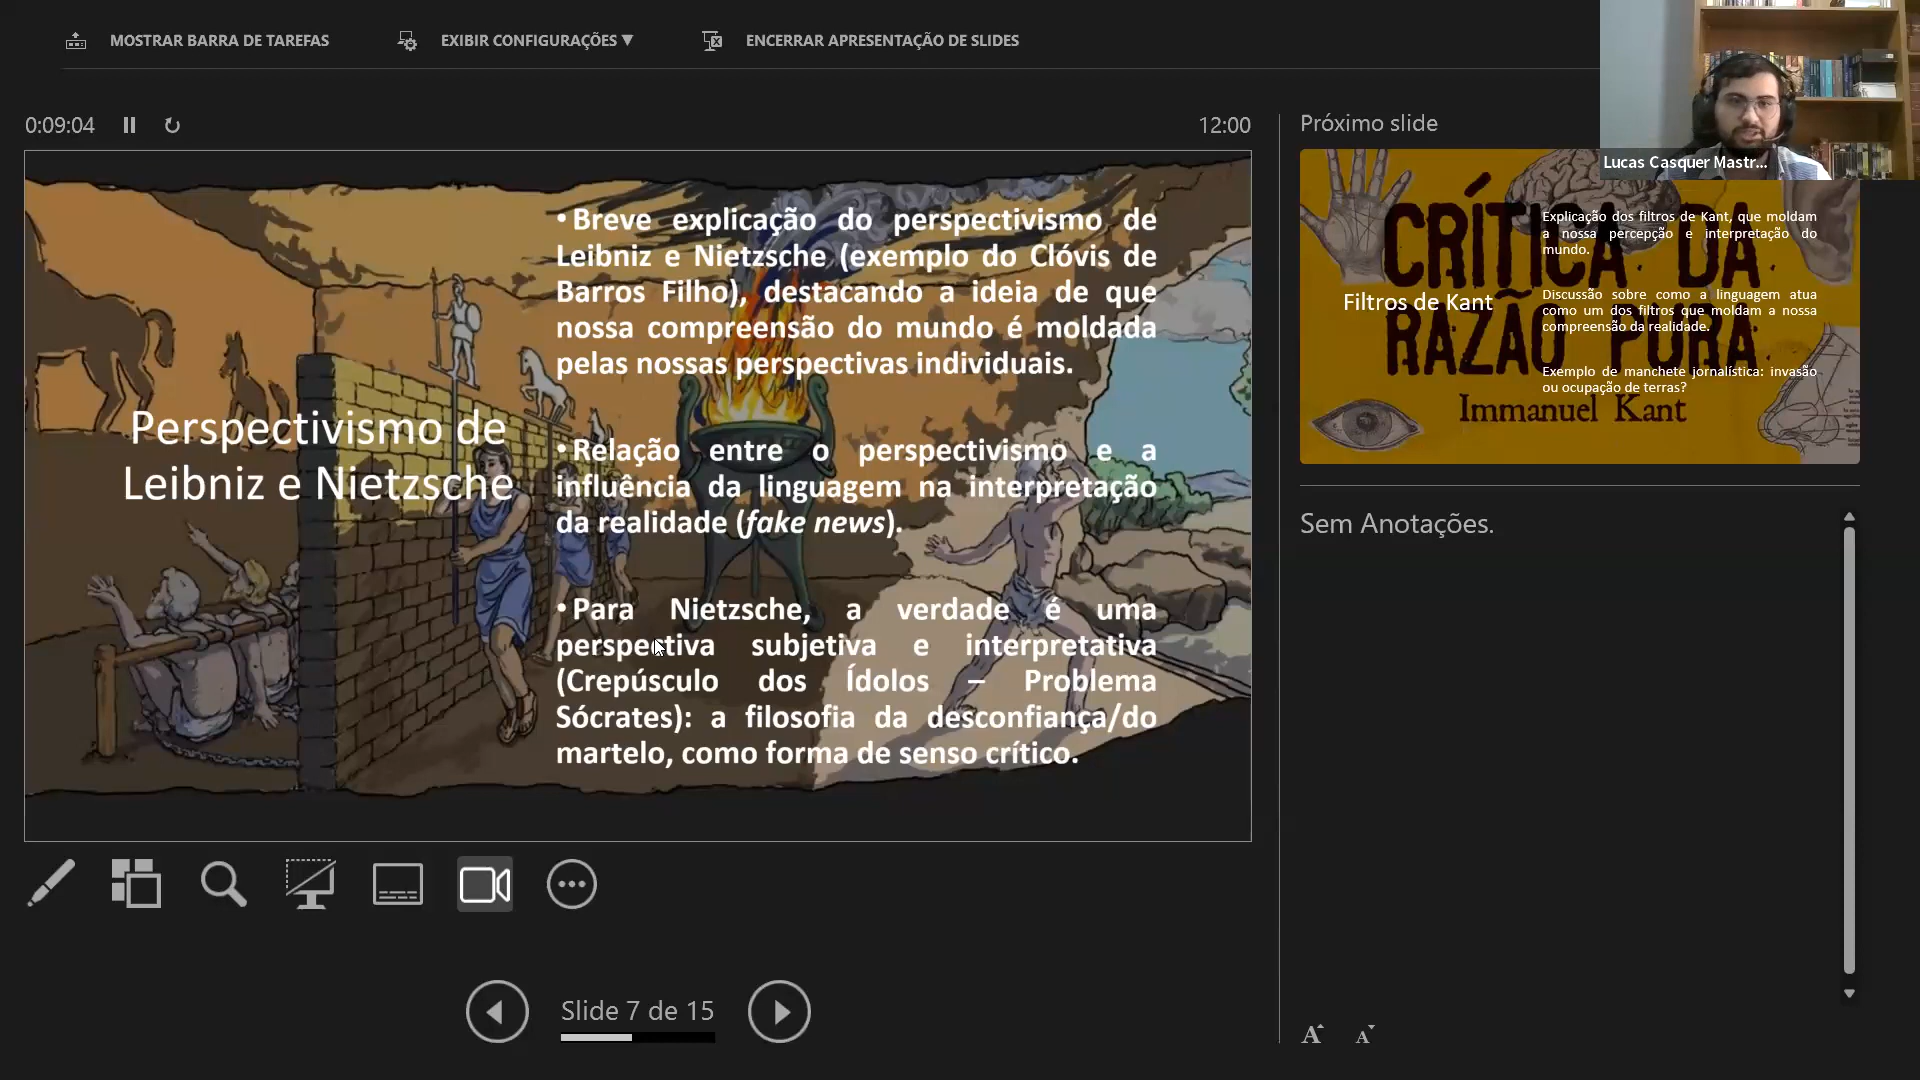 MOSTRAR BARRA DE TAREFAS
EXIBIR CONFIGURAÇÕES ▼
ENCERRAR APRESENTAÇÃO DE SLIDES
0:09:04
12:00
Perspectivismo de
Leibniz e Nietzsche
• Breve explicação do perspectivismo de
Leibniz e Nietzsche (exemplo do Clóvis de
Barros Filho), destacando a ideia de que
nossa compreensão do mundo é moldada
pelas nossas perspectivas individuais.
• Relação entre o perspectivismo e a
influência da linguagem na interpretação
da realidade (fake news).
• Para Nietzsche, a verdade é uma
perspectiva subjetiva e interpretativa
(Crepúsculo dos Ídolos – Problema
Sócrates): a filosofia da desconfiança/do
martelo, como forma de senso crítico.
Slide 7 de 15
Próximo slide
Lucas Casquer Mastr...
CRÍTICA DA
RAZÃO PURA
Immanuel Kant
Filtros de Kant
Explicação dos filtros de Kant, que moldam
a nossa percepção e interpretação do
mundo.
Discussão sobre como a linguagem atua
como um dos filtros que moldam a nossa
compreensão da realidade.
Exemplo de manchete jornalística: invasão
ou ocupação de terras?
Sem Anotações.
A A